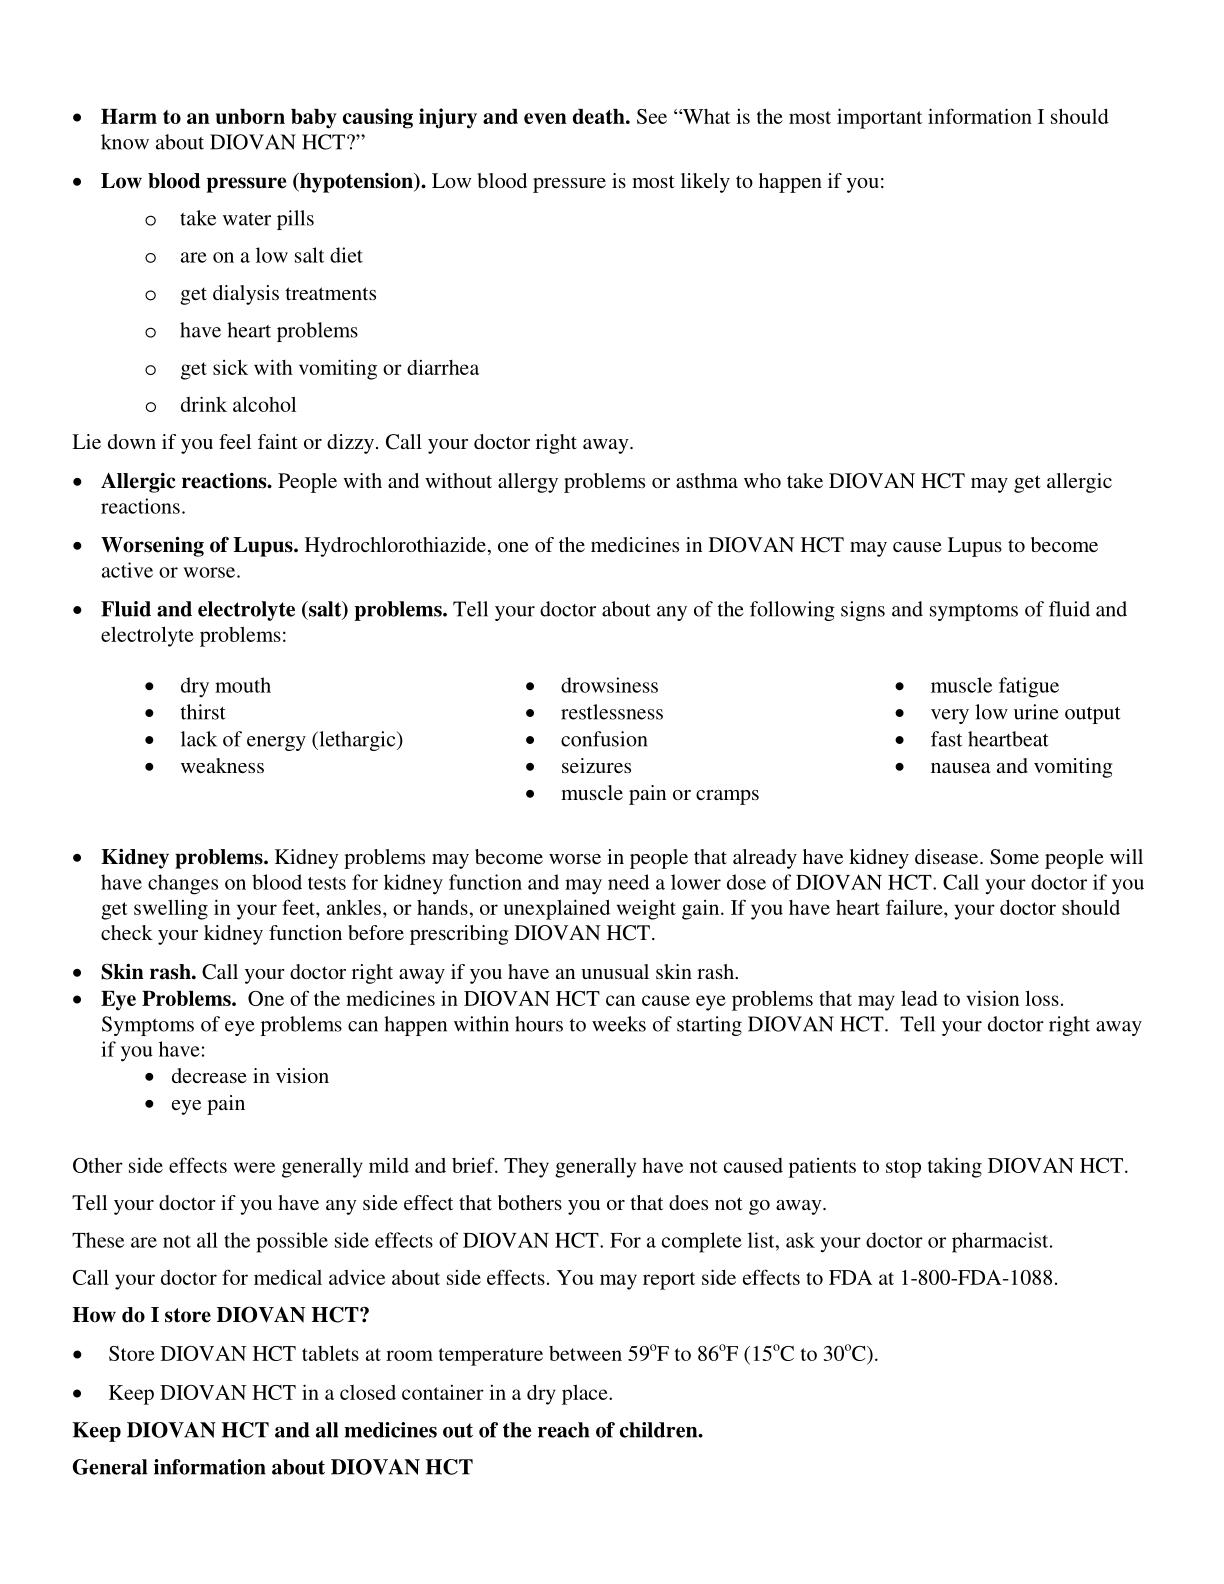 • Harm to an unborn baby causing injury and even death. See “What is the most important information I should
know about DIOVAN HCT?”
• Low blood pressure (hypotension). Low blood pressure is most likely to happen if you:
o take water pills
o are on a low salt diet
o get dialysis treatments
o have heart problems
o get sick with vomiting or diarrhea
o drink alcohol
Lie down if you feel faint or dizzy. Call your doctor right away.
• Allergic reactions. People with and without allergy problems or asthma who take DIOVAN HCT may get allergic
reactions.
• Worsening of Lupus. Hydrochlorothiazide, one of the medicines in DIOVAN HCT may cause Lupus to become
active or worse.
• Fluid and electrolyte (salt) problems. Tell your doctor about any of the following signs and symptoms of fluid and
electrolyte problems:
• dry mouth
• thirst
• lack of energy (lethargic)
• weakness
• drowsiness
• restlessness
• confusion
• seizures
• muscle pain or cramps
• muscle fatigue
• very low urine output
• fast heartbeat
• nausea and vomiting
• Kidney problems. Kidney problems may become worse in people that already have kidney disease. Some people will
have changes on blood tests for kidney function and may need a lower dose of DIOVAN HCT. Call your doctor if you
get swelling in your feet, ankles, or hands, or unexplained weight gain. If you have heart failure, your doctor should
check your kidney function before prescribing DIOVAN HCT.
• Skin rash. Call your doctor right away if you have an unusual skin rash.
• Eye Problems. One of the medicines in DIOVAN HCT can cause eye problems that may lead to vision loss.
Symptoms of eye problems can happen within hours to weeks of starting DIOVAN HCT. Tell your doctor right away
if you have:
• decrease in vision
• eye pain
Other side effects were generally mild and brief. They generally have not caused patients to stop taking DIOVAN HCT.
Tell your doctor if you have any side effect that bothers you or that does not go away.
These are not all the possible side effects of DIOVAN HCT. For a complete list, ask your doctor or pharmacist.
Call your doctor for medical advice about side effects. You may report side effects to FDA at 1-800-FDA-1088.
How do I store DIOVAN HCT?
• Store DIOVAN HCT tablets at room temperature between 59ºF to 86ºF (15ºC to 30ºC).
• Keep DIOVAN HCT in a closed container in a dry place.
Keep DIOVAN HCT and all medicines out of the reach of children.
General information about DIOVAN HCT